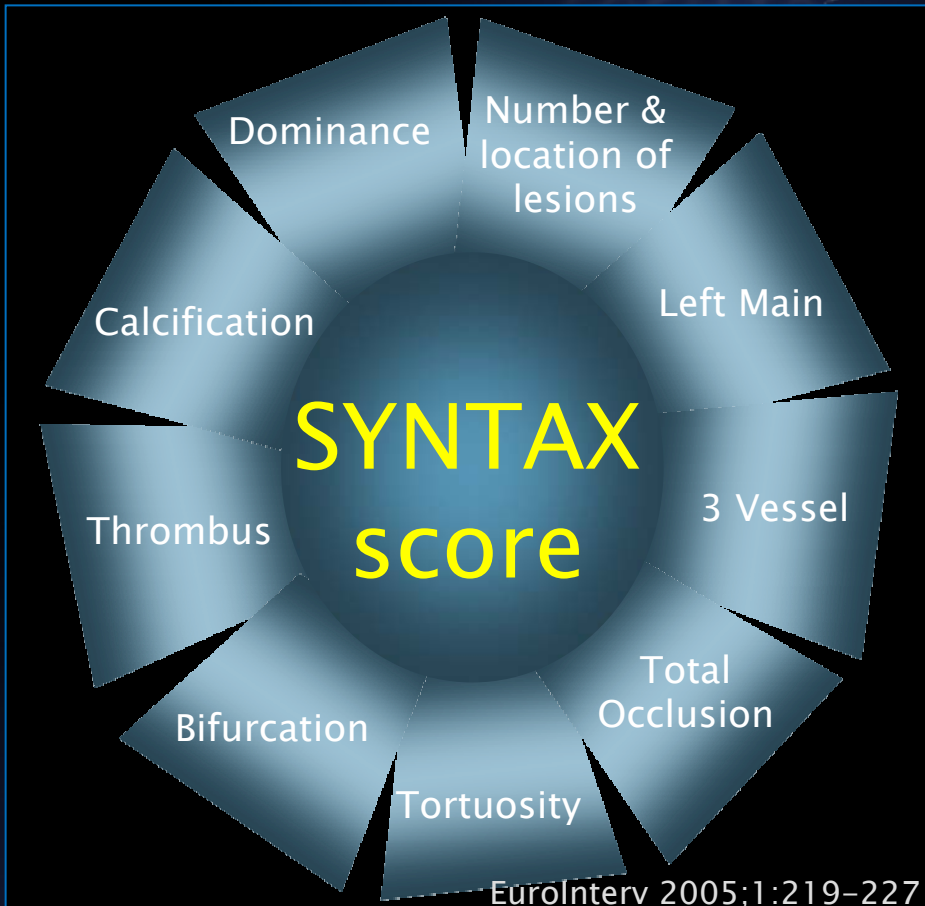 Dominance
Number &
location of
lesions
Left Main
3 Vessel
Total
Occlusion
Tortuosity
Bifurcation
Thrombus
Calcification
SYNTAX
score
EuroInterv 2005;1:219-227